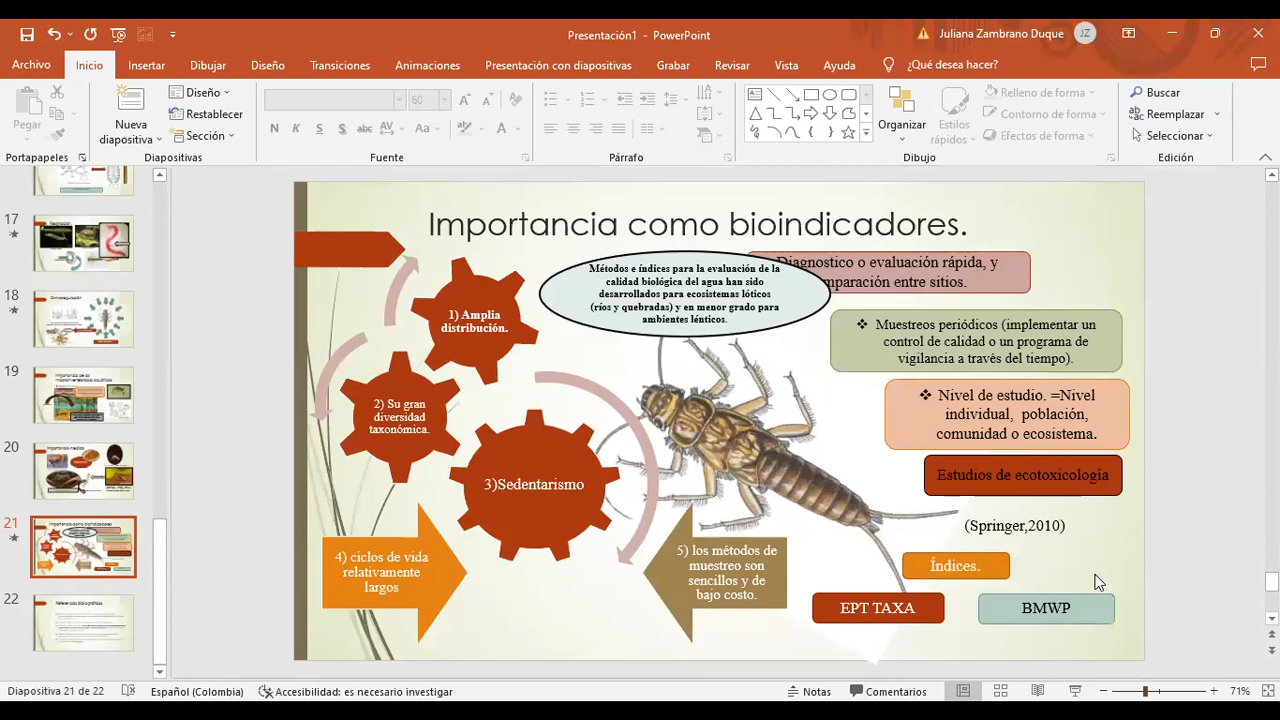 Presentación1 - PowerPoint
Juliana Zambrano Duque
JZ
Archivo
Inicio
Insertar
Dibujar
Diseño
Transiciones
Animaciones
Presentación con diapositivas
Grabar
Revisar
Vista
Ayuda
¿Qué desea hacer?
Pegar
Portapapeles
Nueva
diapositiva
Diseño
Restablecer
Sección
Diapositivas
60
N
K
S
S
abc
AV
Aa
A
Fuente
Párrafo
Organizar
Estilos
rápidos
Relleno de forma
Contorno de forma
Efectos de forma
Dibujo
Buscar
Reemplazar
Seleccionar
Edición
17
18
19
20
21
22
Importancia como bioindicadores.
Métodos e índices para la evaluación de la
calidad biológica del agua han sido
desarrollados para ecosistemas lóticos
(ríos y quebradas) y en menor grado para
ambientes lénticos.
Diagnostico o evaluación rápida, y
mparación entre sitios.
1) Amplia
distribución.
❖ Muestreos periódicos (implementar un
control de calidad o un programa de
vigilancia a través del tiempo).
2) Su gran
diversidad
taxonómica.
❖ Nivel de estudio. =Nivel
individual, población,
comunidad o ecosistema.
3)Sedentarismo
Estudios de ecotoxicología
(Springer,2010)
4) ciclos de vida
relativamente
largos
5) los métodos de
muestreo son
sencillos y de
bajo costo.
Índices.
EPT TAXA
BMWP
Diapositiva 21 de 22
Español (Colombia)
Accesibilidad: es necesario investigar
Notas
Comentarios
71%